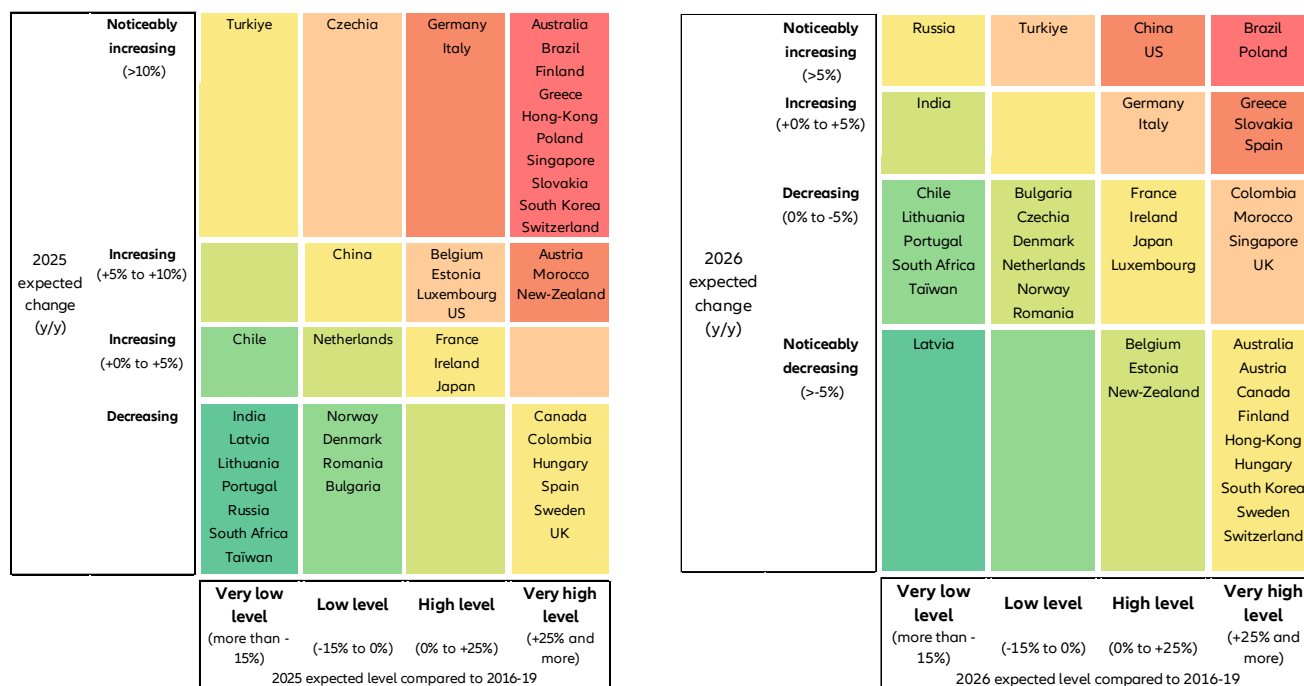 Noticeably
increasing
(>10%)
Turkiye
Czechia
Germany
Italy
Australia
Brazil
Finland
Greece
Hong-Kong
Poland
Singapore
Slovakia
South Korea
Switzerland
2025
expected
change
(y/y)
Increasing
(+5% to +10%)
China
Belgium
Estonia
Luxembourg
US
Austria
Morocco
New-Zealand
Increasing
(+0% to +5%)
Chile
Netherlands
France
Ireland
Japan
Decreasing
India
Latvia
Lithuania
Portugal
Russia
South Africa
Taïwan
Norway
Denmark
Romania
Bulgaria
Canada
Colombia
Hungary
Spain
Sweden
UK
Very low
level
(more than -
15%)
Low level
(-15% to 0%)
High level
(0% to +25%)
Very high
level
(+25% and
more)
2025 expected level compared to 2016-19
Noticeably
increasing
(>5%)
Russia
Turkiye
China
US
Brazil
Poland
Increasing
(+0% to +5%)
India
Germany
Italy
Greece
Slovakia
Spain
2026
expected
change
(y/y)
Decreasing
(0% to -5%)
Chile
Lithuania
Portugal
South Africa
Taïwan
Bulgaria
Czechia
Denmark
Netherlands
Norway
Romania
France
Ireland
Japan
Luxembourg
Colombia
Morocco
Singapore
UK
Noticeably
decreasing
(>-5%)
Latvia
Belgium
Estonia
New-Zealand
Australia
Austria
Canada
Finland
Hong-Kong
Hungary
South Korea
Sweden
Switzerland
Very low
level
(more than -
15%)
Low level
(-15% to 0%)
High level
(0% to +25%)
Very high
level
(+25% and
more)
2026 expected level compared to 2016-19